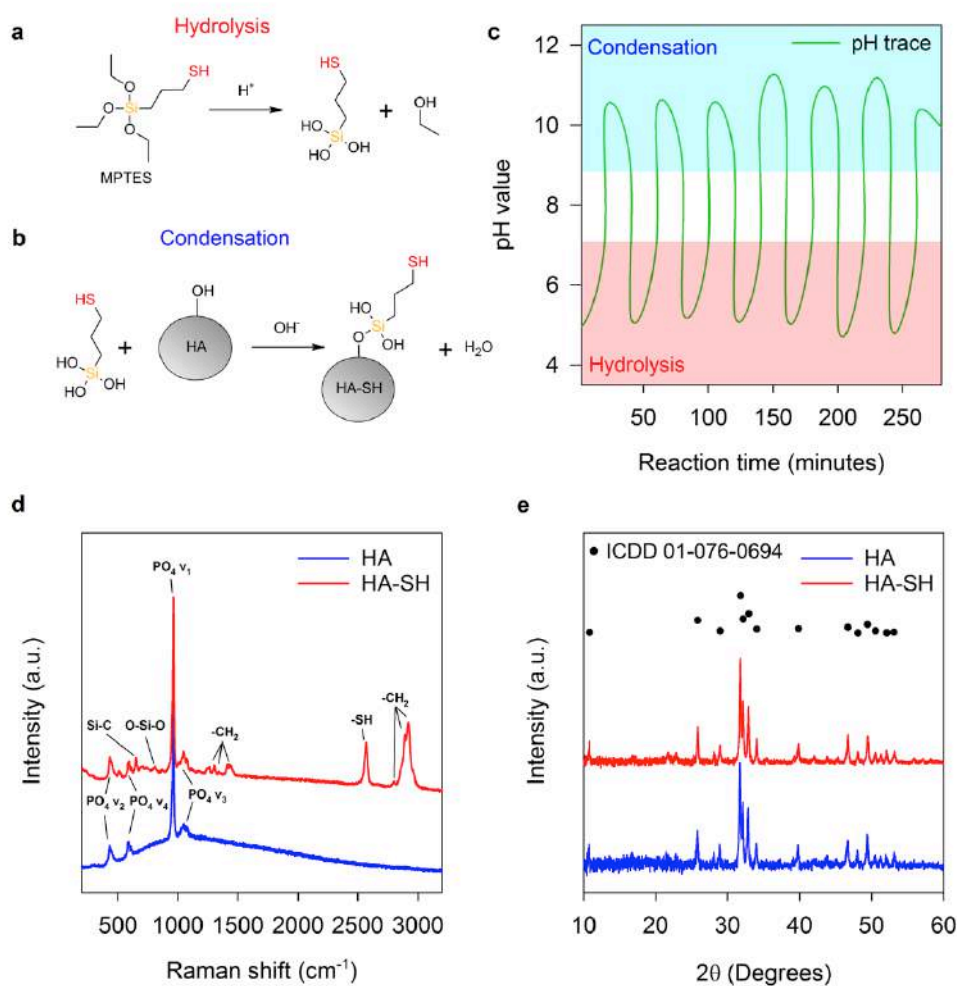 a
Hydrolysis
SH
O
O Si
O
MPTES
H⁺
HS
HO Si
HO OH
+
OH
b
Condensation
HS
HO Si
HO OH
+
OH
HA
OH⁻
SH
HO
Si
O OH
HA-SH
+ H₂O
c
Condensation
pH trace
Hydrolysis
pH value
12
10
8
6
4
50 100 150 200 250
Reaction time (minutes)
d
HA
HA-SH
PO₄ ν₁
Si-C
O-Si-O
-CH₂
-SH
-CH₂
PO₄ ν₂
PO₄ ν₄
PO₄ ν₃
Intensity (a.u.)
500 1000 1500 2000 2500 3000
Raman shift (cm⁻¹)
e
ICDD 01-076-0694
HA
HA-SH
Intensity (a.u.)
10 20 30 40 50 60
2θ (Degrees)